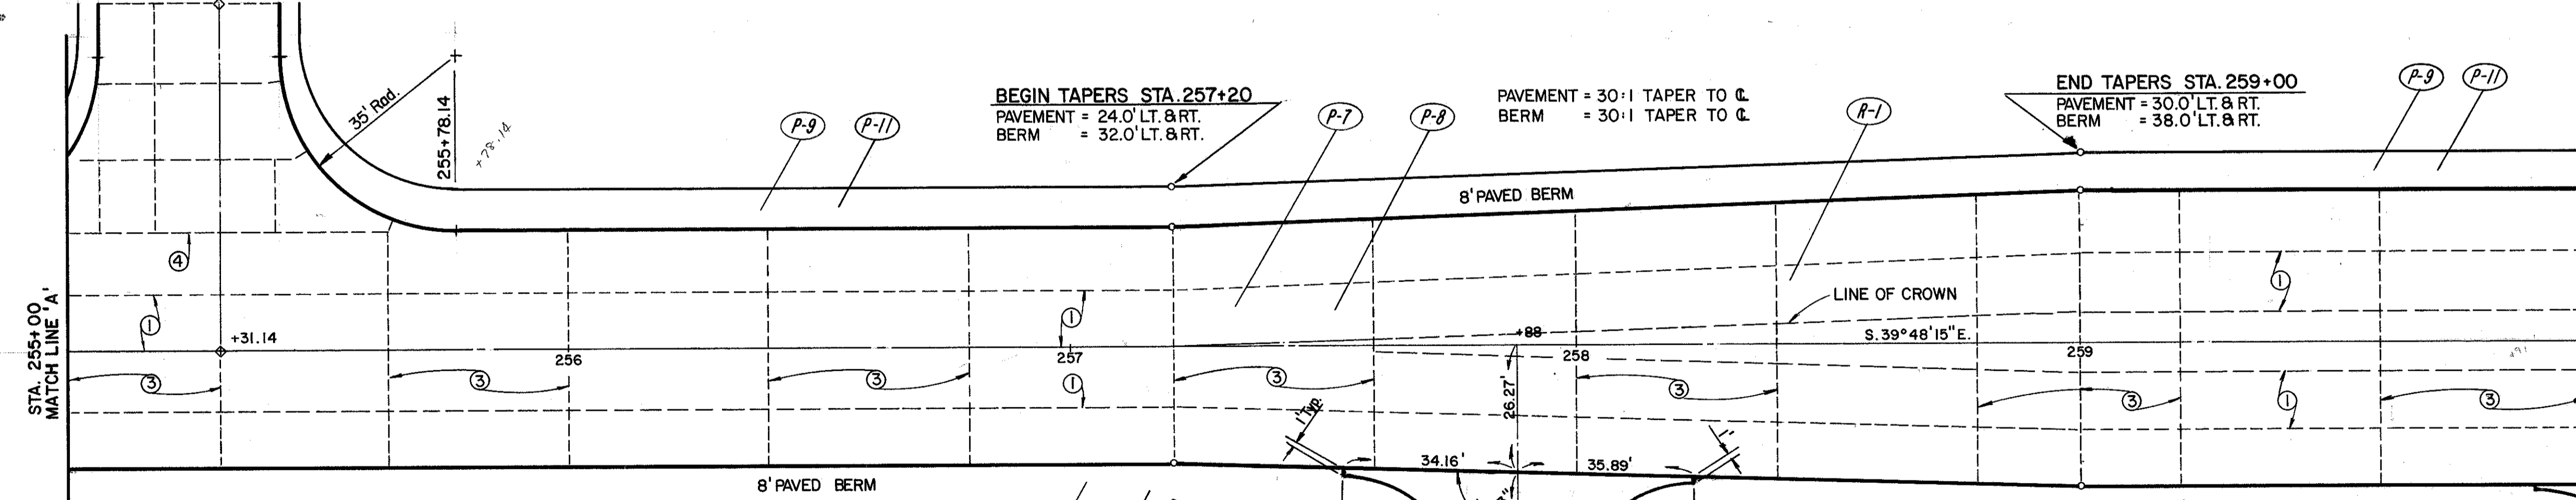 35' Rad.
255+78.14
+78.14
P-9
P-11
BEGIN TAPERS STA. 257+20
PAVEMENT = 24.0' LT. & RT.
BERM = 32.0' LT. & RT.
P-7
P-8
PAVEMENT = 30:1 TAPER TO ℄
BERM = 30:1 TAPER TO ℄
R-1
END TAPERS STA. 259+00
PAVEMENT = 30.0' LT. & RT.
BERM = 38.0' LT. & RT.
P-9
P-11
8' PAVED BERM
4
1
1
1
LINE OF CROWN
STA. 255+00
MATCH LINE 'A'
+31.14
256
257
+88
258
S. 39° 48' 15" E.
259
3
3
3
1
3
3
3
1
3
26.27'
1' Typ.
34.16'
35.89'
1'
8' PAVED BERM